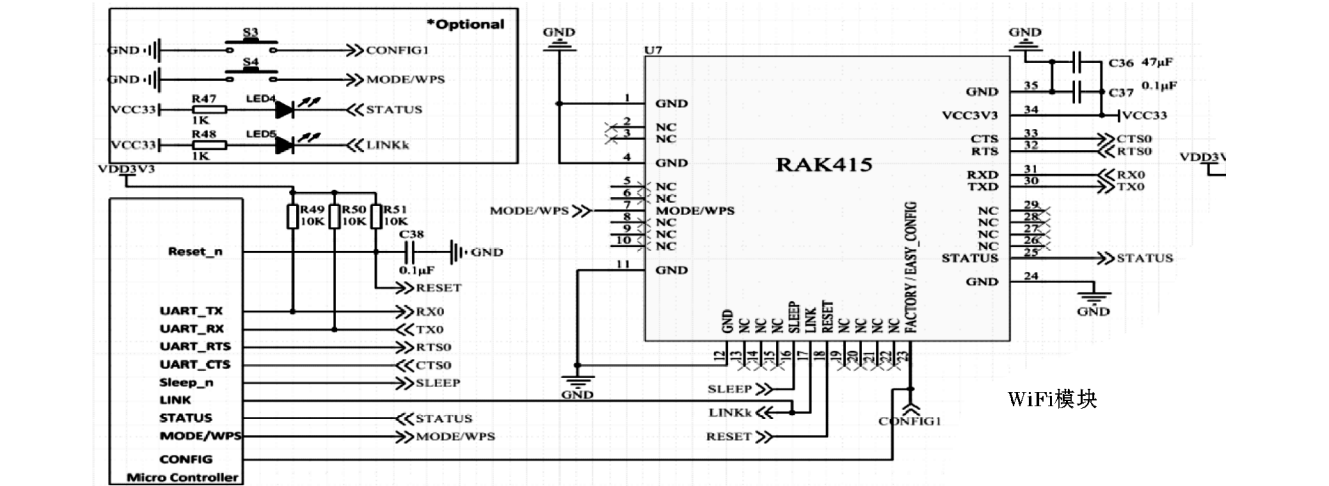 *Optional
GND S3 CONFIG1
GND S4 MODE/WPS
VCC33 R47 1K LED4 STATUS
VCC33 R48 1K LED5 LINKk
VDD3V3
R49 10K R50 10K R51 10K
C38 0.1μF GND
Reset_n
RESET
UART_TX RX0
UART_RX TX0
UART_RTS RTS0
UART_CTS CTS0
Sleep_n SLEEP
LINK
STATUS STATUS
MODE/WPS MODE/WPS
CONFIG
Micro Controller
GND
U7
RAK415
1 GND
2 NC
3 NC
4 GND
5 NC
6 NC
MODE/WPS 7 MODE/WPS
8 NC
9 NC
10 NC
11 GND
GND
12 GND
13 NC
14 NC
15 NC
16 SLEEP
17 LINK
18 RESET
19 NC
20 NC
21 NC
22 NC
23 FACTORY / EASY_CONFIG
SLEEP
LINKk
RESET
CONFIG1
GND
C36 47μF
C37 0.1μF
GND 35
VCC3V3 34 VCC33
CTS 33 CTS0
RTS 32 RTS0
RXD 31 RX0
TXD 30 TX0
NC 29
NC 28
NC 27
NC 26
STATUS 25 STATUS
GND 24
GND
WiFi模块